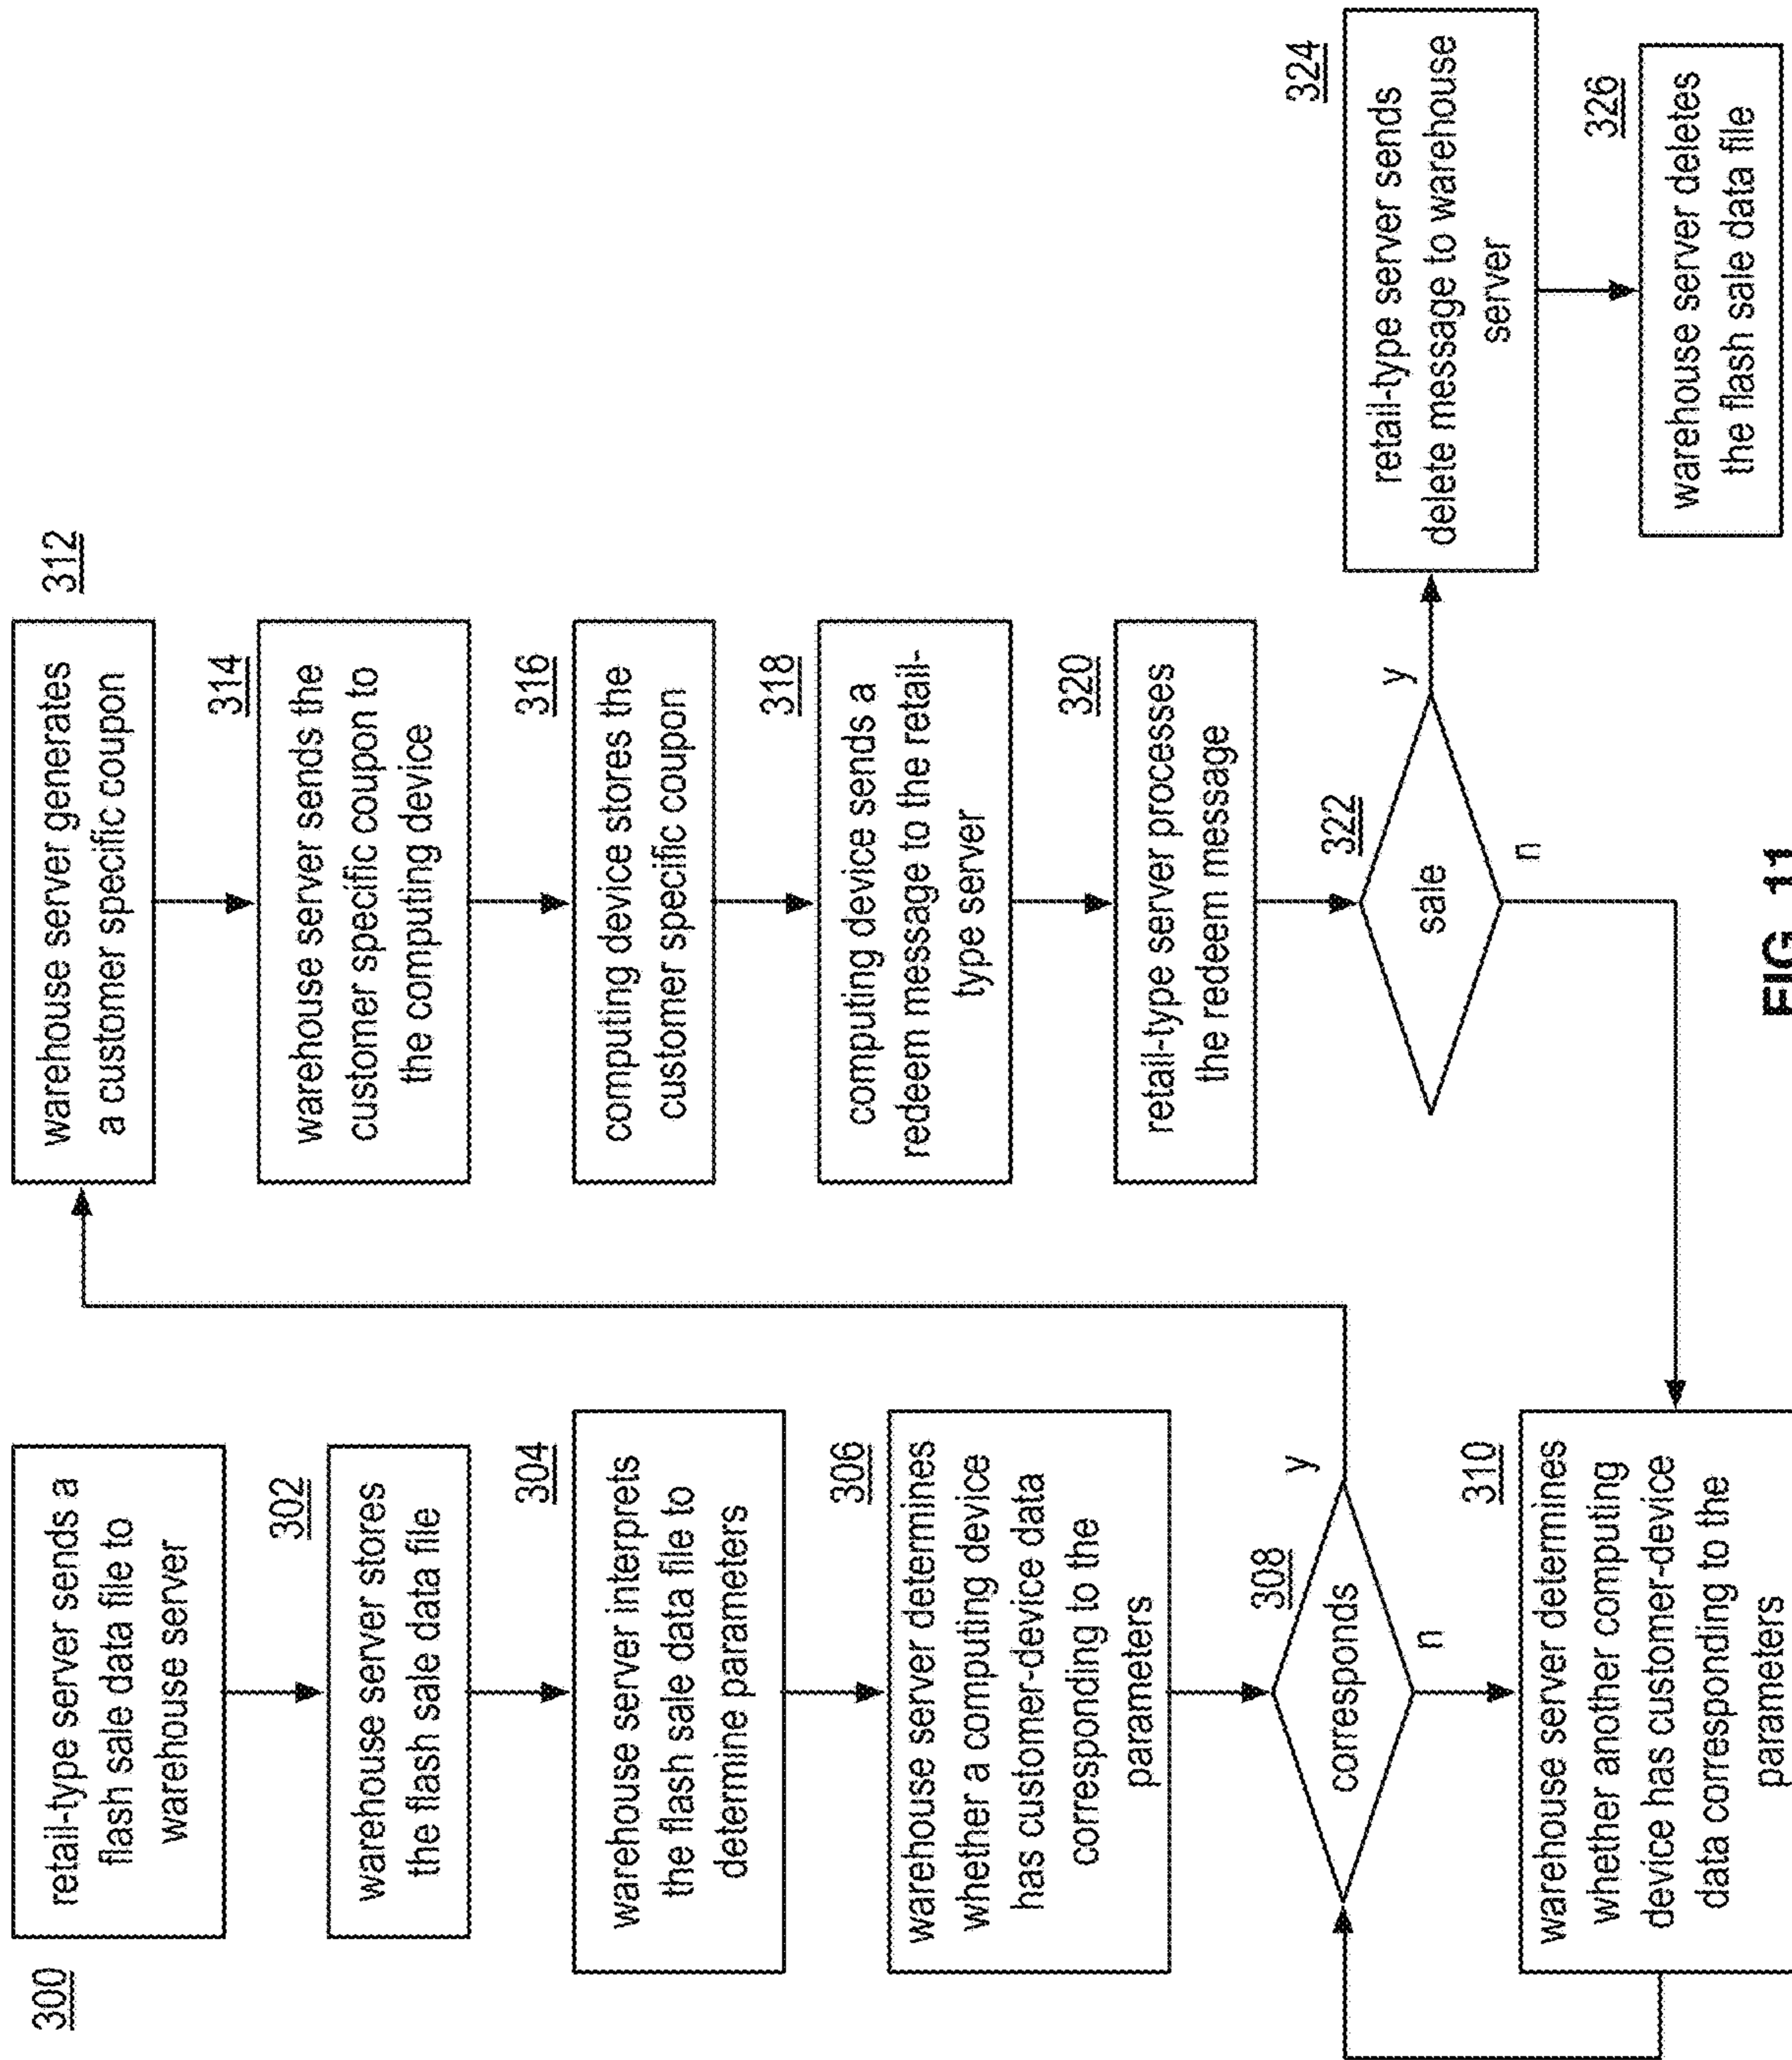 300
retail-type server sends a
flash sale data file to
warehouse server
302
warehouse server stores
the flash sale data file
304
warehouse server interprets
the flash sale data file to
determine parameters
306
warehouse server determines
whether a computing device
has customer-device data
corresponding to the
parameters
308
corresponds
y
n
310
warehouse server determines
whether another computing
device has customer-device
data corresponding to the
parameters
312
warehouse server generates
a customer specific coupon
314
warehouse server sends the
customer specific coupon to
the computing device
316
computing device stores the
customer specific coupon
318
computing device sends a
redeem message to the retail-
type server
320
retail-type server processes
the redeem message
322
sale
y
n
324
retail-type server sends
delete message to warehouse
server
326
warehouse server deletes
the flash sale data file
FIG. 11